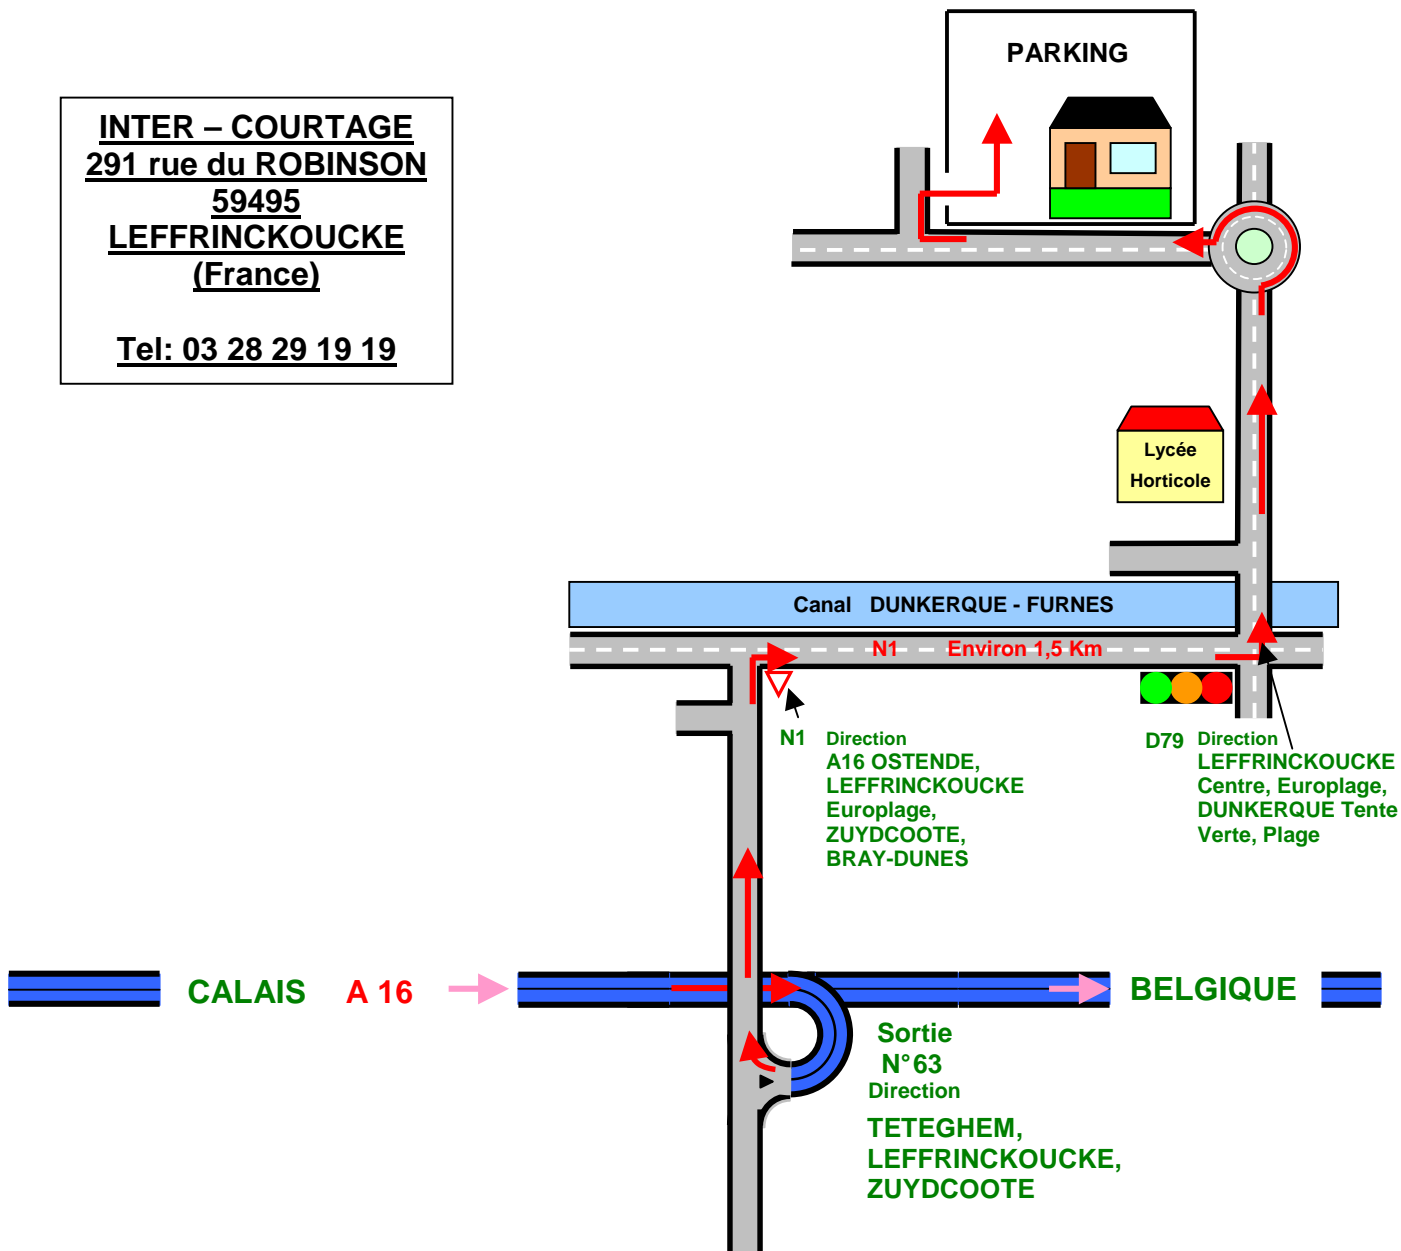 PARKING
INTER – COURTAGE
291 rue du ROBINSON
59495
LEFFRINCKOUCKE
(France)
Tel: 03 28 29 19 19
Lycée
Horticole
Canal DUNKERQUE - FURNES
N1 Environ 1,5 Km
N1 Direction
A16 OSTENDE,
LEFFRINCKOUCKE
Europlage,
ZUYDCOOTE,
BRAY-DUNES
D79 Direction
LEFFRINCKOUCKE
Centre, Europlage,
DUNKERQUE Tente
Verte, Plage
CALAIS A 16
BELGIQUE
Sortie
N°63
Direction
TETEGHEM,
LEFFRINCKOUCKE,
ZUYDCOOTE